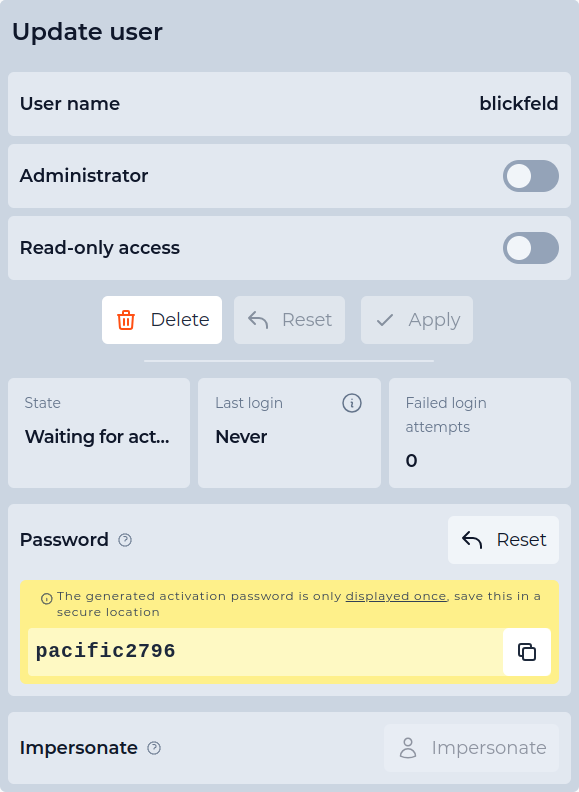 Update user
User name blickfeld
Administrator
Read-only access
Delete Reset Apply
State Last login Failed login
attempts
Waiting for act... Never
0
Password Reset
The generated activation password is only displayed once, save this in a
secure location
pacific2796
Impersonate Impersonate